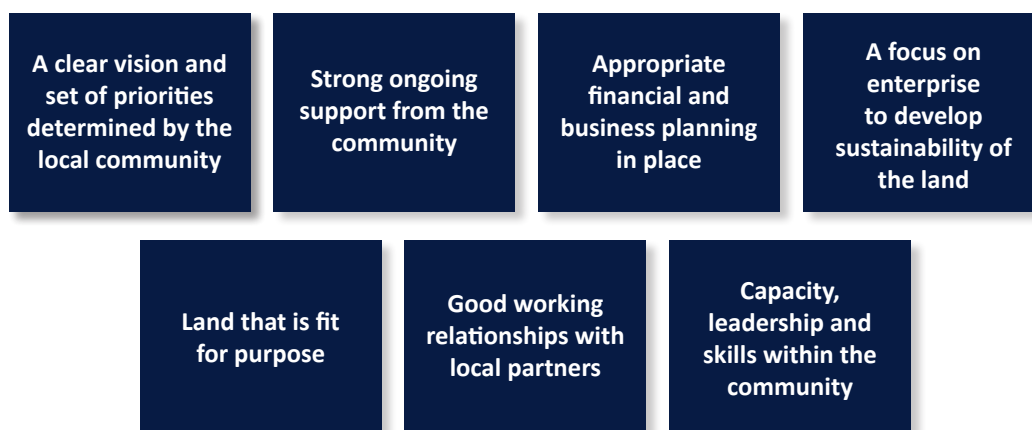 A clear vision and
set of priorities
determined by the
local community
Strong ongoing
support from the
community
Appropriate
financial and
business planning
in place
A focus on
enterprise
to develop
sustainability of
the land
Land that is fit
for purpose
Good working
relationships with
local partners
Capacity,
leadership and
skills within the
community